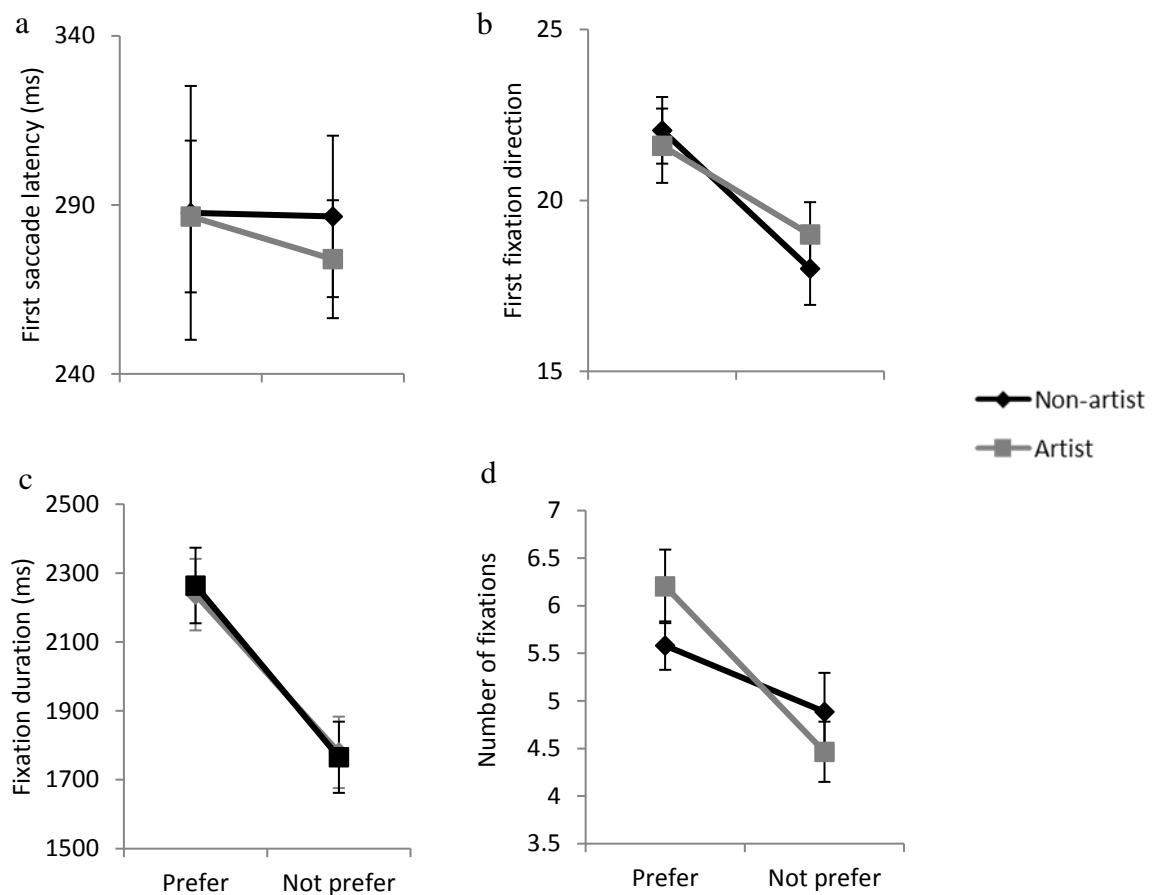 a
First saccade latency (ms)
340
290
240
b
First fixation direction
25
20
15
Non-artist
Artist
c
Fixation duration (ms)
2500
2300
2100
1900
1700
1500
Prefer
Not prefer
d
Number of fixations
7
6.5
6
5.5
5
4.5
4
3.5
Prefer
Not prefer